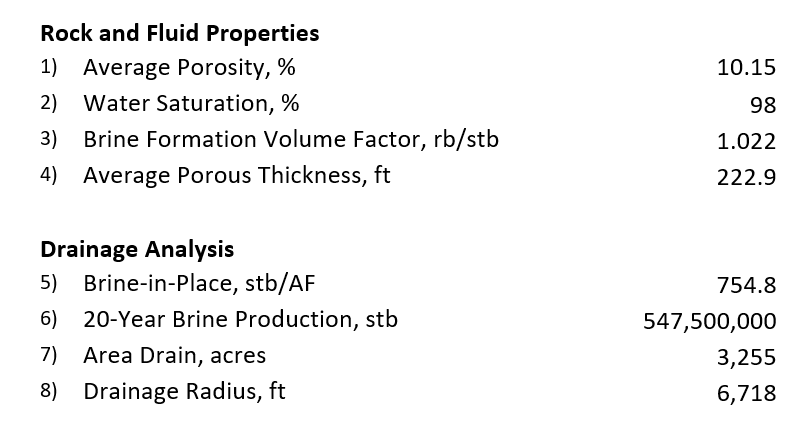 Rock and Fluid Properties
1) Average Porosity, % 10.15
2) Water Saturation, % 98
3) Brine Formation Volume Factor, rb/stb 1.022
4) Average Porous Thickness, ft 222.9
Drainage Analysis
5) Brine-in-Place, stb/AF 754.8
6) 20-Year Brine Production, stb 547,500,000
7) Area Drain, acres 3,255
8) Drainage Radius, ft 6,718